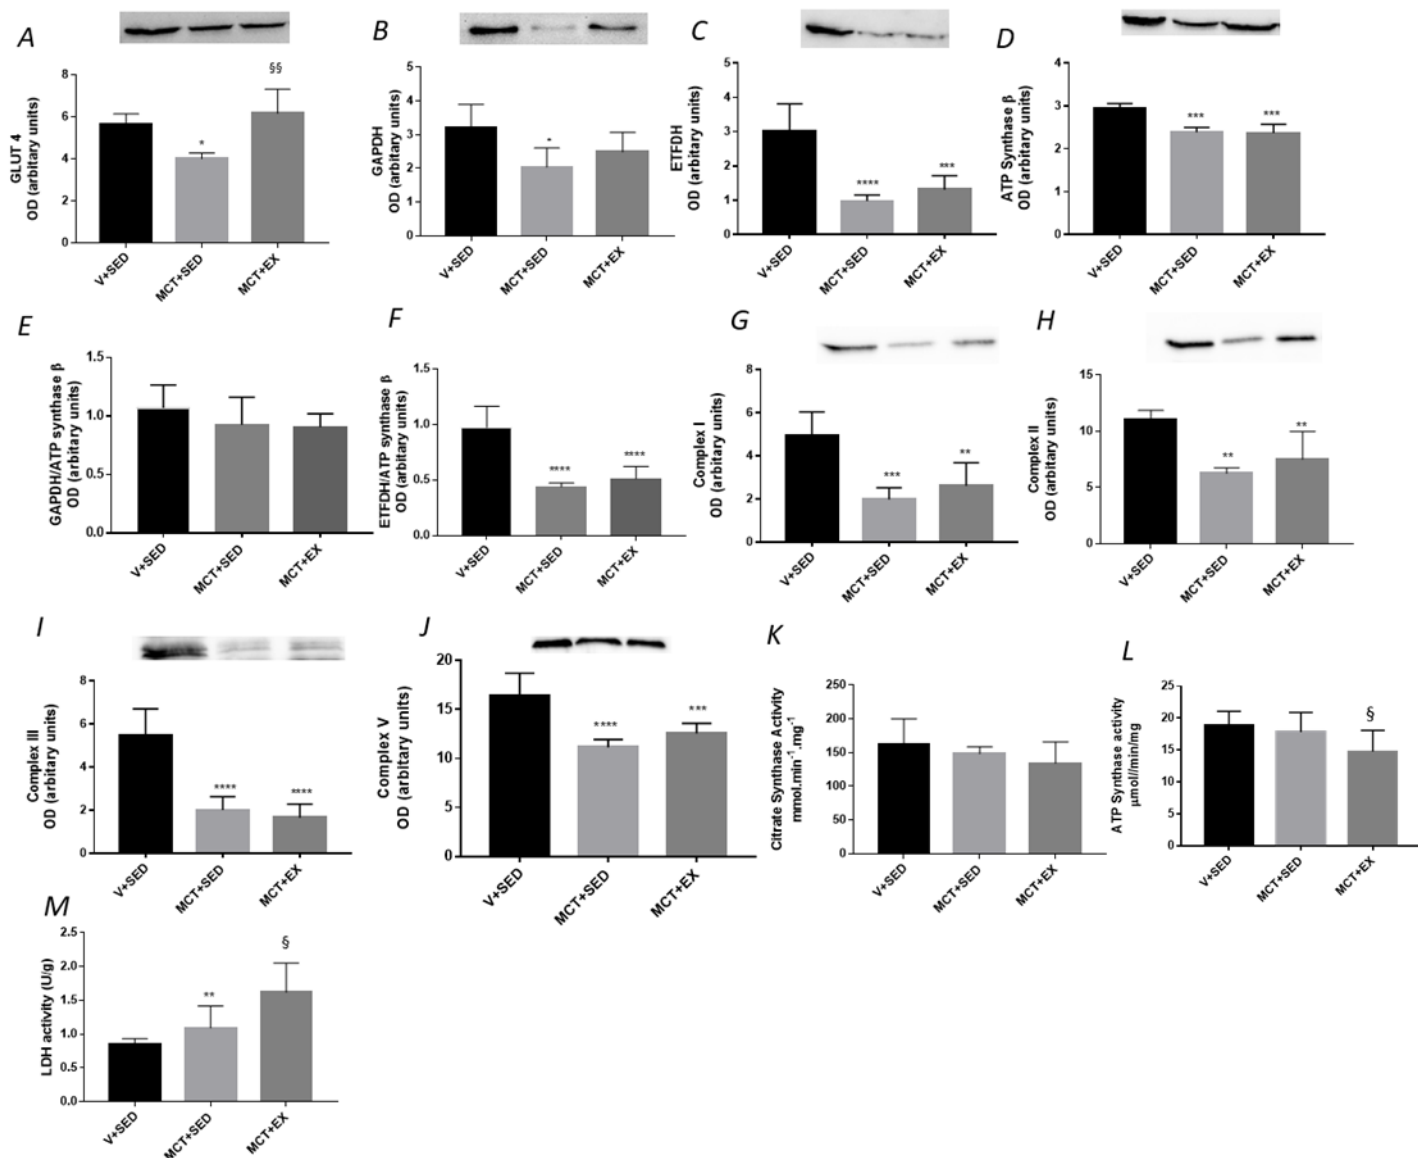 A
GLUT 4
OD (arbitary units)
8
6
4
2
0
*
§§
V+SED
MCT+SED
MCT+EX
B
GAPDH
OD (arbitary units)
5
4
3
2
1
0
*
V+SED
MCT+SED
MCT+EX
C
ETFDH
OD (arbitary units)
5
4
3
2
1
0
****
***
V+SED
MCT+SED
MCT+EX
D
ATP Synthase β
OD (arbitary units)
4
3
2
1
0
***
***
V+SED
MCT+SED
MCT+EX
E
GAPDH/ATP synthase β
OD (arbitary units)
1.5
1.0
0.5
0.0
V+SED
MCT+SED
MCT+EX
F
ETFDH/ATP synthase β
OD (arbitary units)
1.5
1.0
0.5
0.0
****
****
V+SED
MCT+SED
MCT+EX
G
Complex I
OD (arbitary units)
8
6
4
2
0
***
**
V+SED
MCT+SED
MCT+EX
H
Complex II
OD (arbitary units)
15
10
5
0
**
**
V+SED
MCT+SED
MCT+EX
I
Complex III
OD (arbitary units)
8
6
4
2
0
****
****
V+SED
MCT+SED
MCT+EX
J
Complex V
OD (arbitary units)
20
15
10
5
0
****
***
V+SED
MCT+SED
MCT+EX
K
Citrate Synthase Activity
mmol.min⁻¹.mg⁻¹
250
200
150
100
50
0
V+SED
MCT+SED
MCT+EX
L
ATP Synthase activity
µmol//min/mg
25
20
15
10
5
0
§
V+SED
MCT+SED
MCT+EX
M
LDH activity (U/g)
2.5
2.0
1.5
1.0
0.5
0.0
**
§
V+SED
MCT+SED
MCT+EX